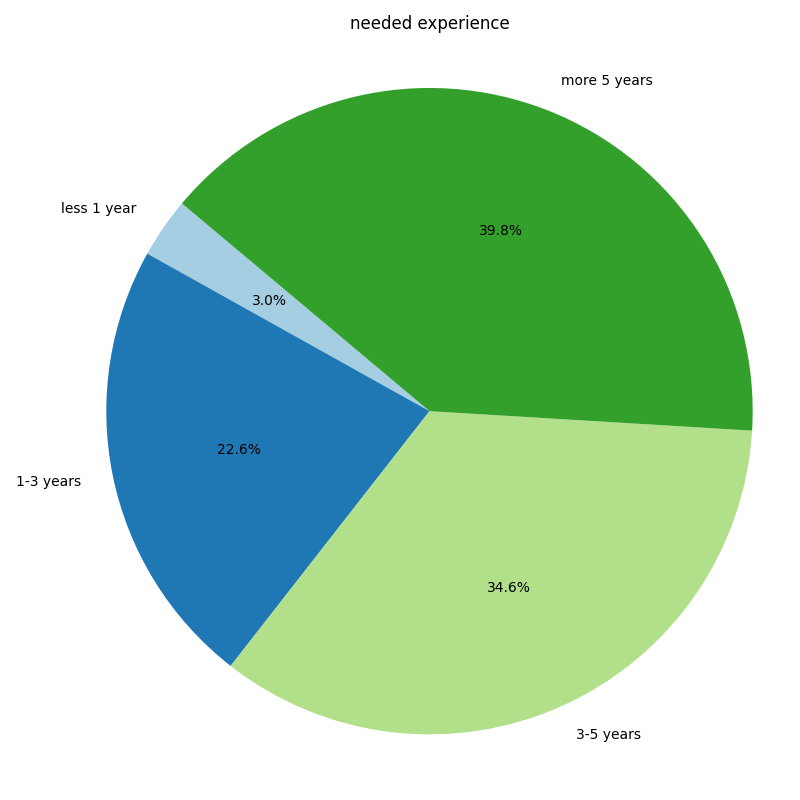 needed experience
more 5 years
39.8%
less 1 year
3.0%
22.6%
1-3 years
34.6%
3-5 years